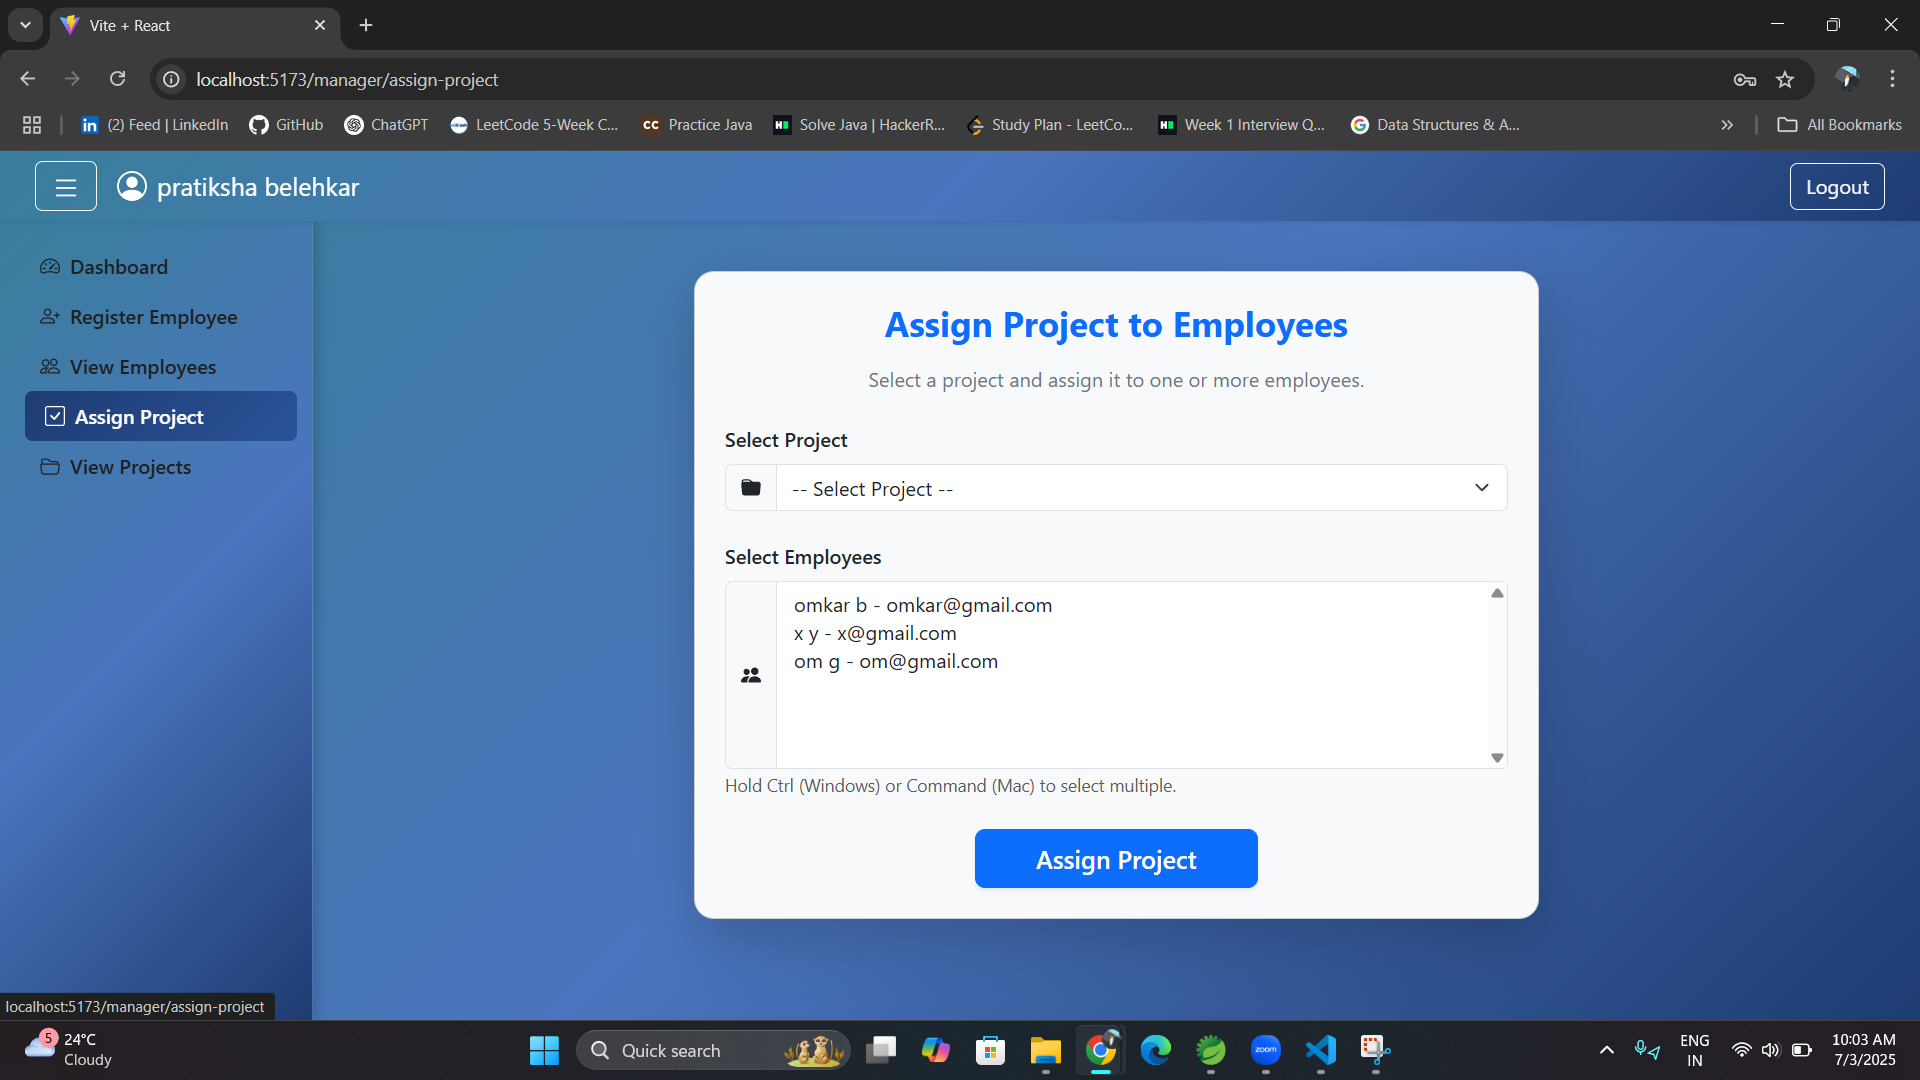 Vite + React
localhost:5173/manager/assign-project
in (2) Feed | LinkedIn GitHub ChatGPT LeetCode 5-Week C... CC Practice Java H Solve Java | HackerR... Study Plan - LeetCo... H Week 1 Interview Q... G Data Structures & A... » All Bookmarks
pratiksha belehkar
Logout
Dashboard
Register Employee
View Employees
Assign Project
View Projects
Assign Project to Employees
Select a project and assign it to one or more employees.
Select Project
-- Select Project --
Select Employees
omkar b - omkar@gmail.com
x y - x@gmail.com
om g - om@gmail.com
Hold Ctrl (Windows) or Command (Mac) to select multiple.
Assign Project
localhost:5173/manager/assign-project
5
24°C
Cloudy
Quick search
zoom
ENG
IN
10:03 AM
7/3/2025